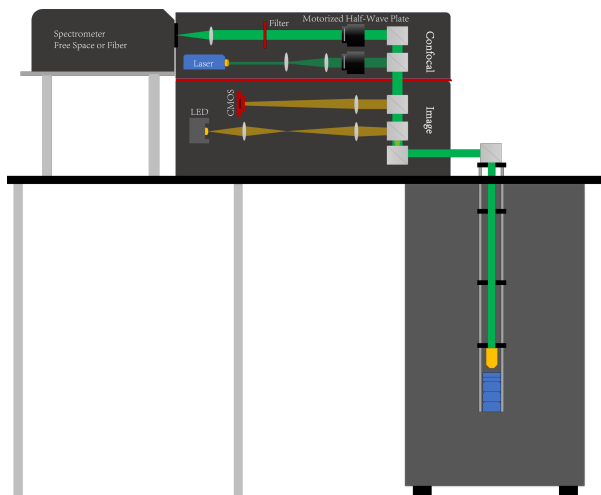 Motorized Half-Wave Plate
Filter
Spectrometer
Free Space or Fiber
Laser
Confocal
CMOS
LED
Image